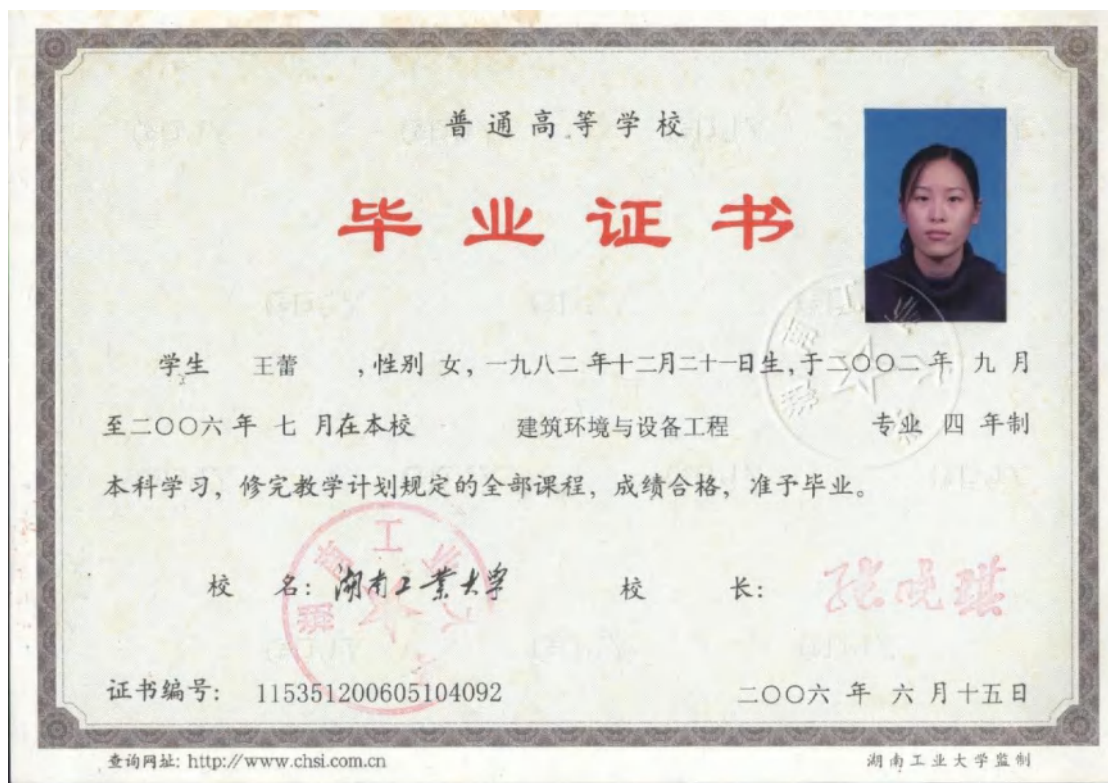 普通高等学校
毕业证书
学生 王蕾 ，性别 女，一九八二年十二月二十一日生，于二〇〇二年 九 月
至二〇〇六年 七 月在本校 建筑环境与设备工程 专业 四 年制
本科学习，修完教学计划规定的全部课程，成绩合格，准予毕业。
校 名：湖南工業大学 校 长：张晓琪
证书编号： 115351200605104092 二〇〇六 年 六 月十五日
查询网址：http://www.chsi.com.cn 湖南工业大学监制